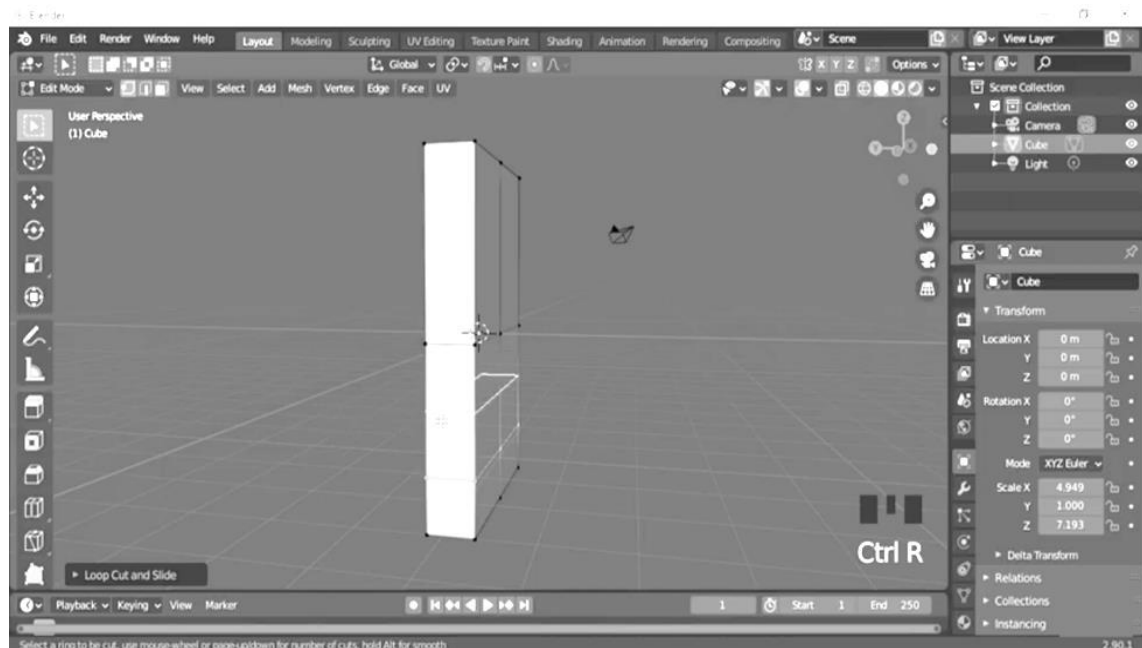 Blender
File Edit Render Window Help Layout Modeling Sculpting UV Editing Texture Paint Shading Animation Rendering Compositing Scene View Layer
Global X Y Z Options
Edit Mode View Select Add Mesh Vertex Edge Face UV
Scene Collection
Collection
Camera
Cube
Light
User Perspective
(1) Cube
Z
Y
Cube
Cube
Transform
Location X 0 m
Y 0 m
Z 0 m
Rotation X 0°
Y 0°
Z 0°
Mode XYZ Euler
Scale X 4.949
Y 1.000
Z 7.193
Delta Transform
Relations
Collections
Instancing
Ctrl R
Loop Cut and Slide
Playback Keying View Marker 1 Start 1 End 250
Select a ring to be cut, use mouse-wheel or page-up/down for number of cuts, hold Alt for smooth 2.90.1